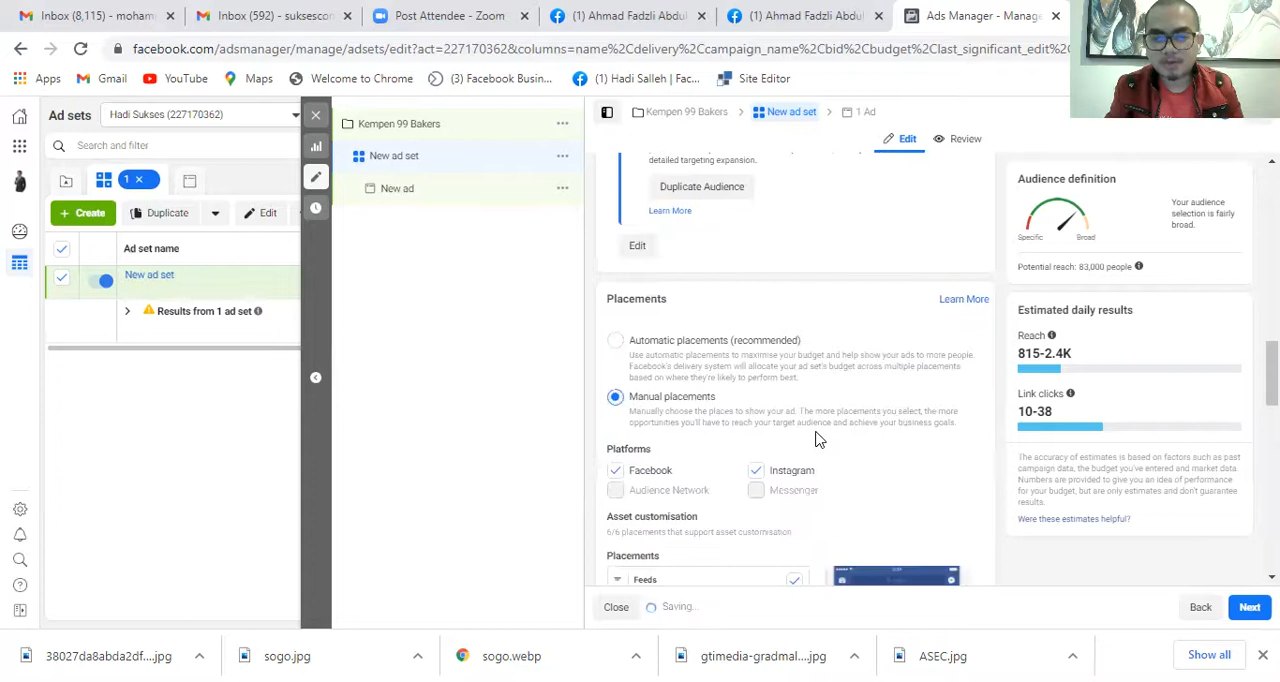 Inbox (8,115) - moham
Inbox (592) - suksescon
Post Attendee - Zoom
(1) Ahmad Fadzli Abdul
(1) Ahmad Fadzli Abdul
Ads Manager - Manage
facebook.com/adsmanager/manage/adsets/edit?act=227170362&columns=name%2Cdelivery%2Ccampaign_name%2Cbid%2Cbudget%2Clast_significant_edit%
Apps
Gmail
YouTube
Maps
Welcome to Chrome
(3) Facebook Busin...
(1) Hadi Salleh | Fac...
Site Editor
Ad sets
Hadi Sukses (227170362)
Search and filter
1
Create
Duplicate
Edit
Ad set name
New ad set
Results from 1 ad set
Kempen 99 Bakers
New ad set
New ad
Kempen 99 Bakers
New ad set
1 Ad
Edit
Review
detailed targeting expansion.
Duplicate Audience
Learn More
Edit
Placements
Learn More
Automatic placements (recommended)
Use automatic placements to maximise your budget and help show your ads to more people.
Facebook's delivery system will allocate your ad set's budget across multiple placements
based on where they're likely to perform best.
Manual placements
Manually choose the places to show your ad. The more placements you select, the more
opportunities you'll have to reach your target audience and achieve your business goals.
Platforms
Facebook
Instagram
Audience Network
Messenger
Asset customisation
6/6 placements that support asset customisation
Placements
Feeds
Close
Saving...
Back
Next
Audience definition
Your audience
selection is fairly
broad.
Specific
Broad
Potential reach: 83,000 people
Estimated daily results
Reach
815-2.4K
Link clicks
10-38
The accuracy of estimates is based on factors such as past
campaign data, the budget you've entered and market data.
Numbers are provided to give you an idea of performance
for your budget, but are only estimates and don't guarantee
results.
Were these estimates helpful?
38027da8abda2df....jpg
sogo.jpg
sogo.webp
gtimedia-gradmal....jpg
ASEC.jpg
Show all